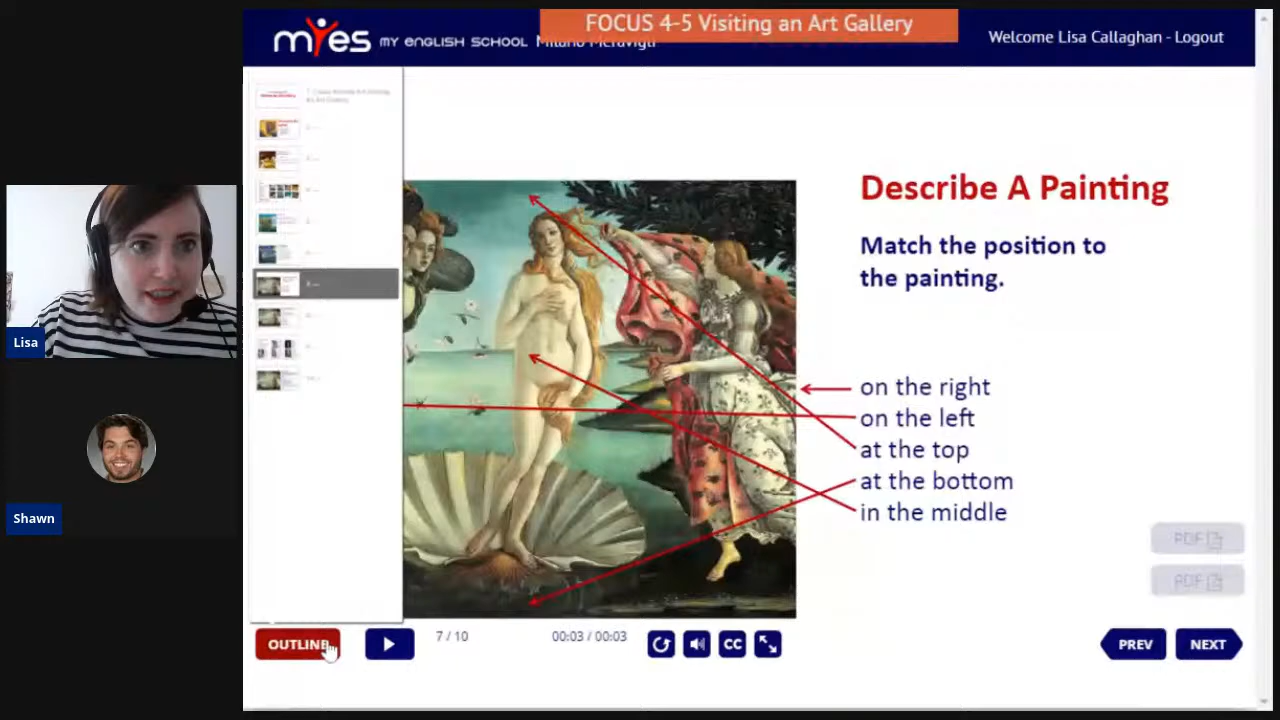 FOCUS 4-5 Visiting an Art Gallery
myes MY ENGLISH SCHOOL Milano Meravigli
Welcome Lisa Callaghan - Logout
Lisa
Shawn
Describe A Painting
Match the position to
the painting.
on the right
on the left
at the top
at the bottom
in the middle
PDF
PDF
OUTLINE
7 / 10
00:03 / 00:03
CC
PREV
NEXT